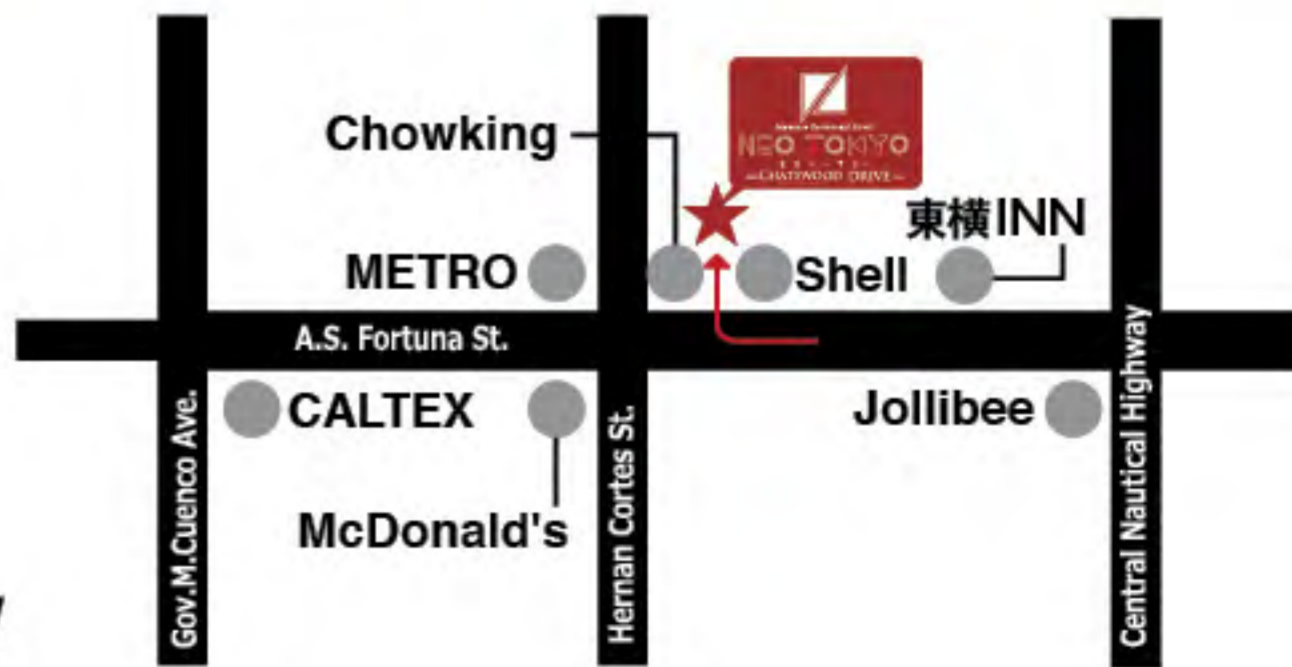 Chowking
NEO TOKYO
CHATEWOOD DRIVE
東横INN
METRO
Shell
A.S. Fortuna St.
CALTEX
Jollibee
McDonald's
Gov.M.Cuenco Ave.
Hernan Cortes St.
Central Nautical Highway